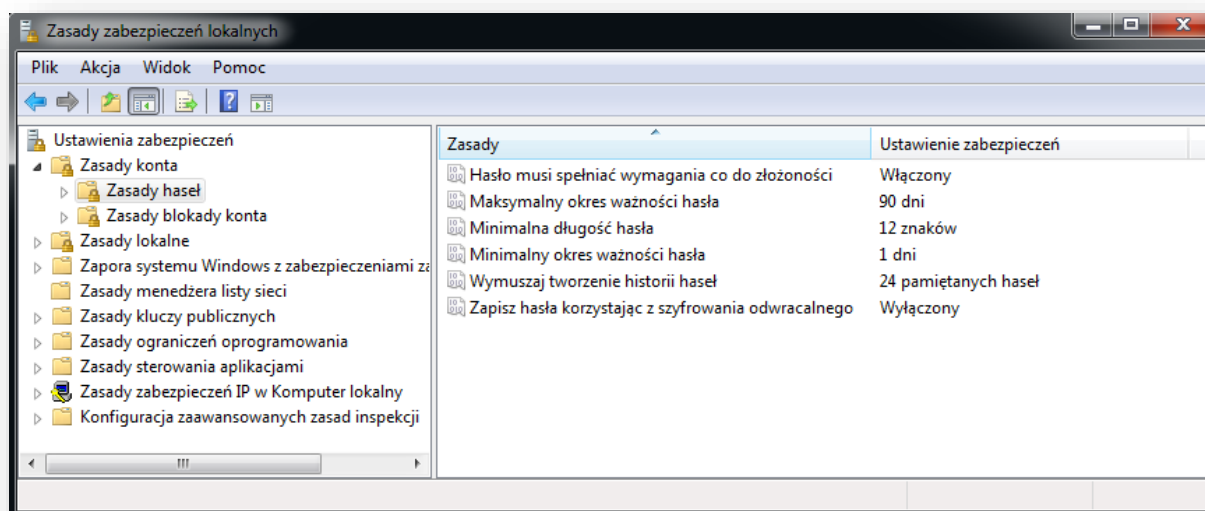 Zasady zabezpieczeń lokalnych
Plik Akcja Widok Pomoc
Ustawienia zabezpieczeń
Zasady konta
Zasady haseł
Zasady blokady konta
Zasady lokalne
Zapora systemu Windows z zabezpieczeniami za
Zasady menedżera listy sieci
Zasady kluczy publicznych
Zasady ograniczeń oprogramowania
Zasady sterowania aplikacjami
Zasady zabezpieczeń IP w Komputer lokalny
Konfiguracja zaawansowanych zasad inspekcji
Zasady Ustawienie zabezpieczeń
Hasło musi spełniać wymagania co do złożoności Włączony
Maksymalny okres ważności hasła 90 dni
Minimalna długość hasła 12 znaków
Minimalny okres ważności hasła 1 dni
Wymuszaj tworzenie historii haseł 24 pamiętanych haseł
Zapisz hasła korzystając z szyfrowania odwracalnego Wyłączony